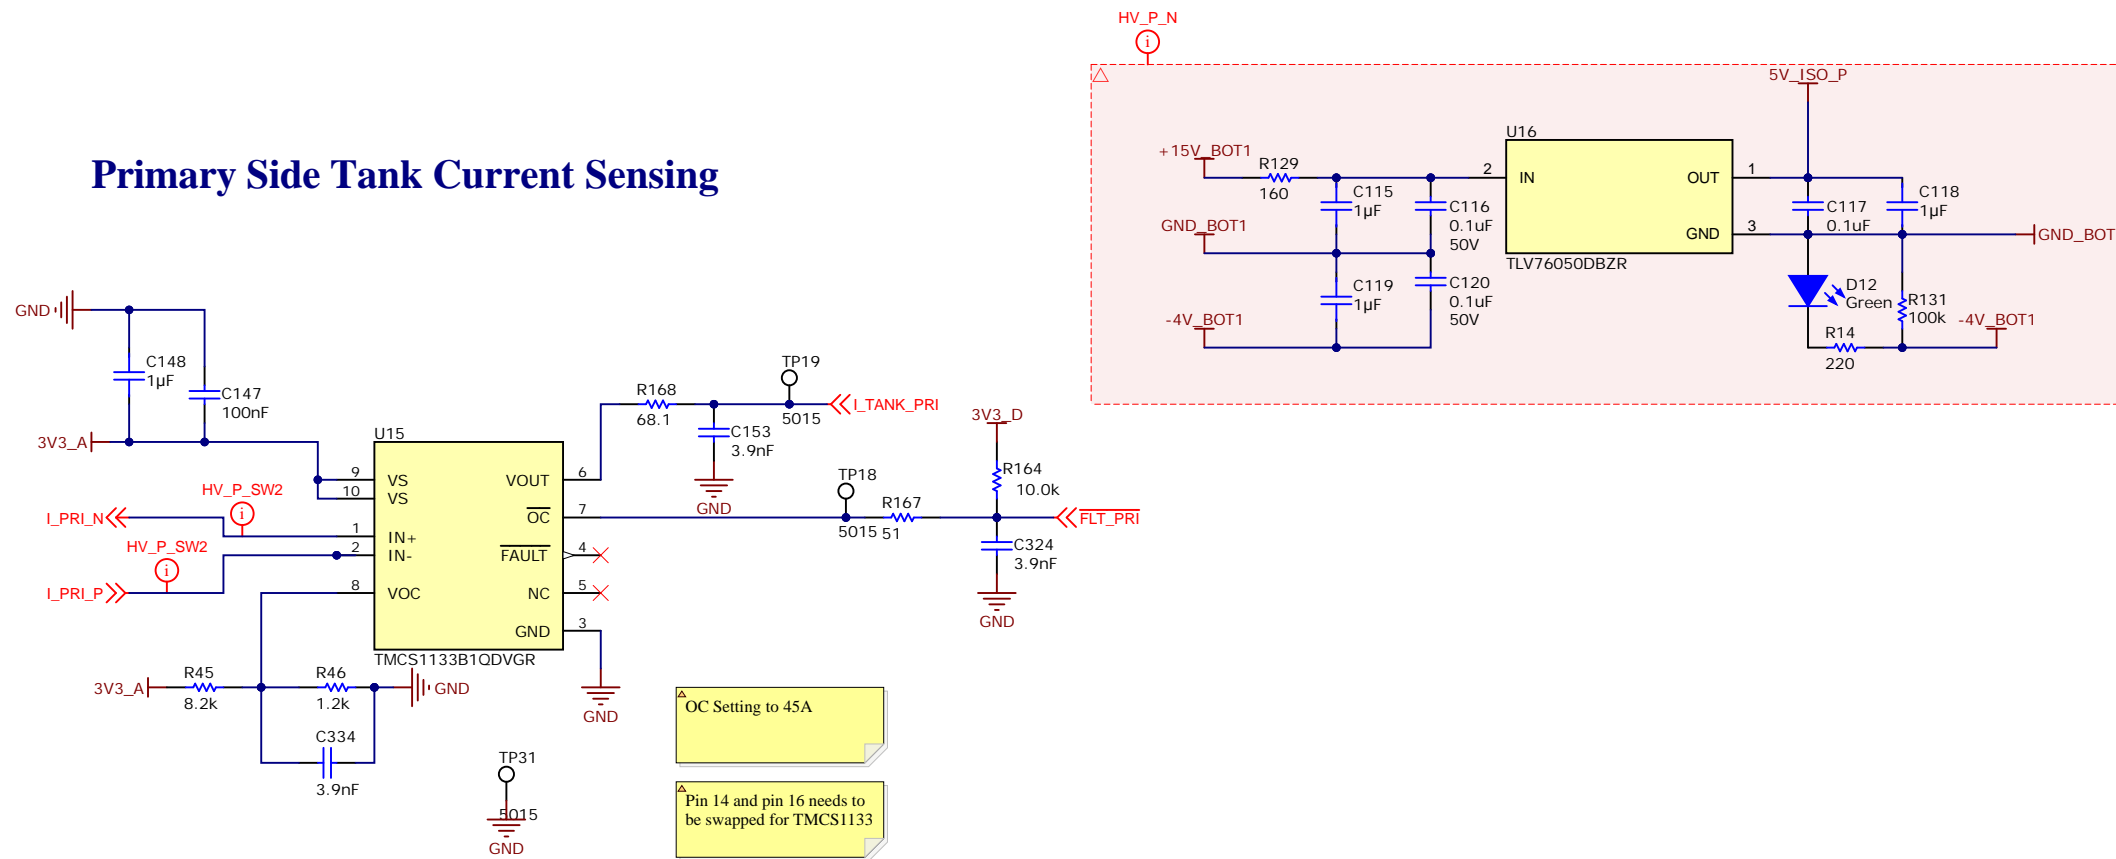 HV_P_N
i
5V_ISO_P
Primary Side Tank Current Sensing
+15V_BOT1
R129
160
C115
1µF
C116
0.1uF
50V
GND_BOT1
C119
1µF
C120
0.1uF
50V
-4V_BOT1
U16
2
IN
OUT
1
GND
3
TLV76050DBZR
C117
0.1uF
C118
1µF
GND_BOT
D12
Green
R131
100k
R14
220
-4V_BOT1
GND
C148
1µF
C147
100nF
3V3_A
HV_P_SW2
i
I_PRI_N
HV_P_SW2
i
I_PRI_P
U15
9
VS
10
VS
1
IN+
2
IN-
8
VOC
VOUT
6
OC
7
FAULT
4
NC
5
GND
3
TMCS1133B1QDVGR
R168
68.1
C153
3.9nF
GND
TP19
5015
I_TANK_PRI
TP18
5015
R167
51
3V3_D
R164
10.0k
FLT_PRI
C324
3.9nF
GND
GND
3V3_A
R45
8.2k
R46
1.2k
GND
C334
3.9nF
TP31
5015
GND
OC Setting to 45A
Pin 14 and pin 16 needs to
be swapped for TMCS1133